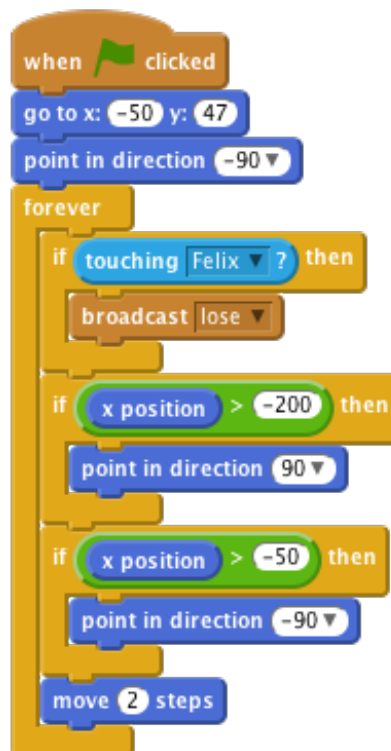 when clicked
go to x: -50 y: 47
point in direction -90
forever
if touching Felix ? then
broadcast lose
if x position > -200 then
point in direction 90
if x position > -50 then
point in direction -90
move 2 steps